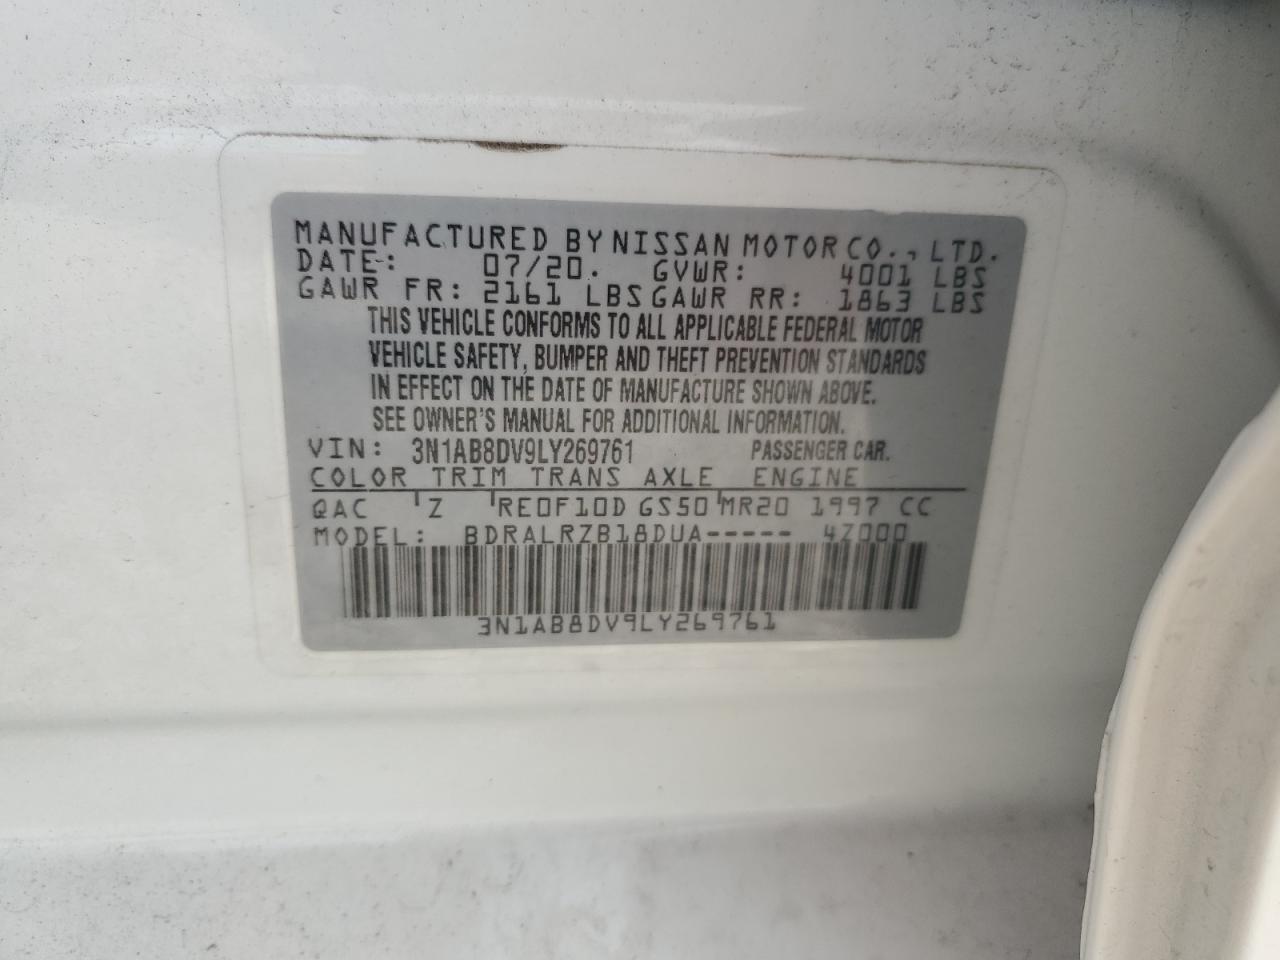 MANUFACTURED BY NISSAN MOTOR CO., LTD.
DATE: 07/20. GVWR: 4001 LBS
GAWR FR: 2161 LBS GAWR RR: 1863 LBS
THIS VEHICLE CONFORMS TO ALL APPLICABLE FEDERAL MOTOR
VEHICLE SAFETY, BUMPER AND THEFT PREVENTION STANDARDS
IN EFFECT ON THE DATE OF MANUFACTURE SHOWN ABOVE.
SEE OWNER'S MANUAL FOR ADDITIONAL INFORMATION.
VIN: 3N1AB8DV9LY269761 PASSENGER CAR.
COLOR TRIM TRANS AXLE ENGINE
QAC Z RE0F10D GS50 MR20 1997 CC
MODEL: BDRALRZB18DUA----- 4Z000
3N1AB8DV9LY269761